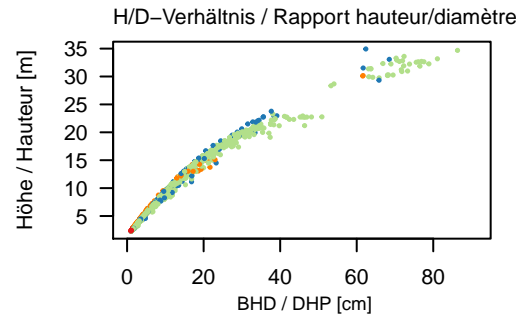 H/D−Verhältnis / Rapport hauteur/diamètre
Höhe / Hauteur [m]
35
30
25
20
15
10
5
0 20 40 60 80
BHD / DHP [cm]